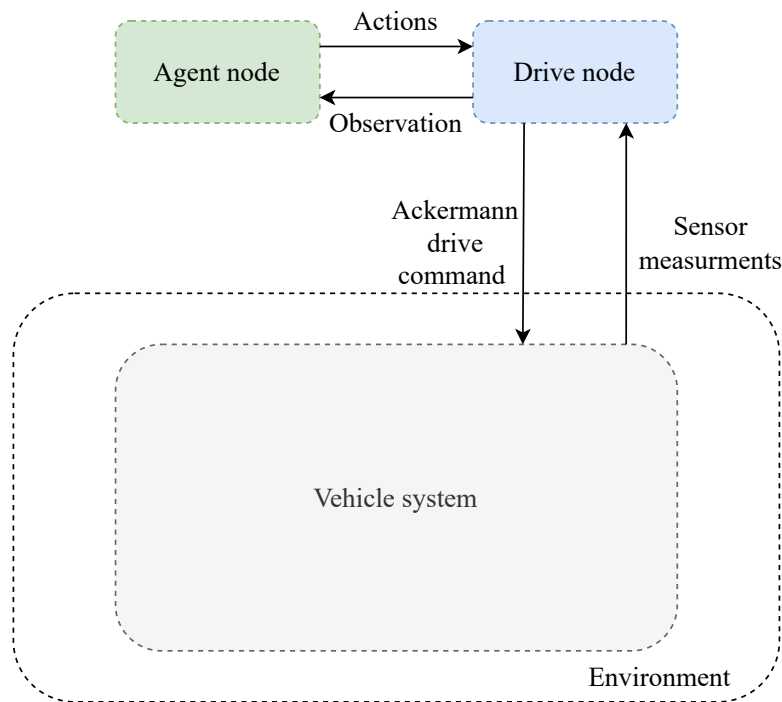 Actions
Agent node
Drive node
Observation
Ackermann
drive
command
Sensor
measurments
Vehicle system
Environment